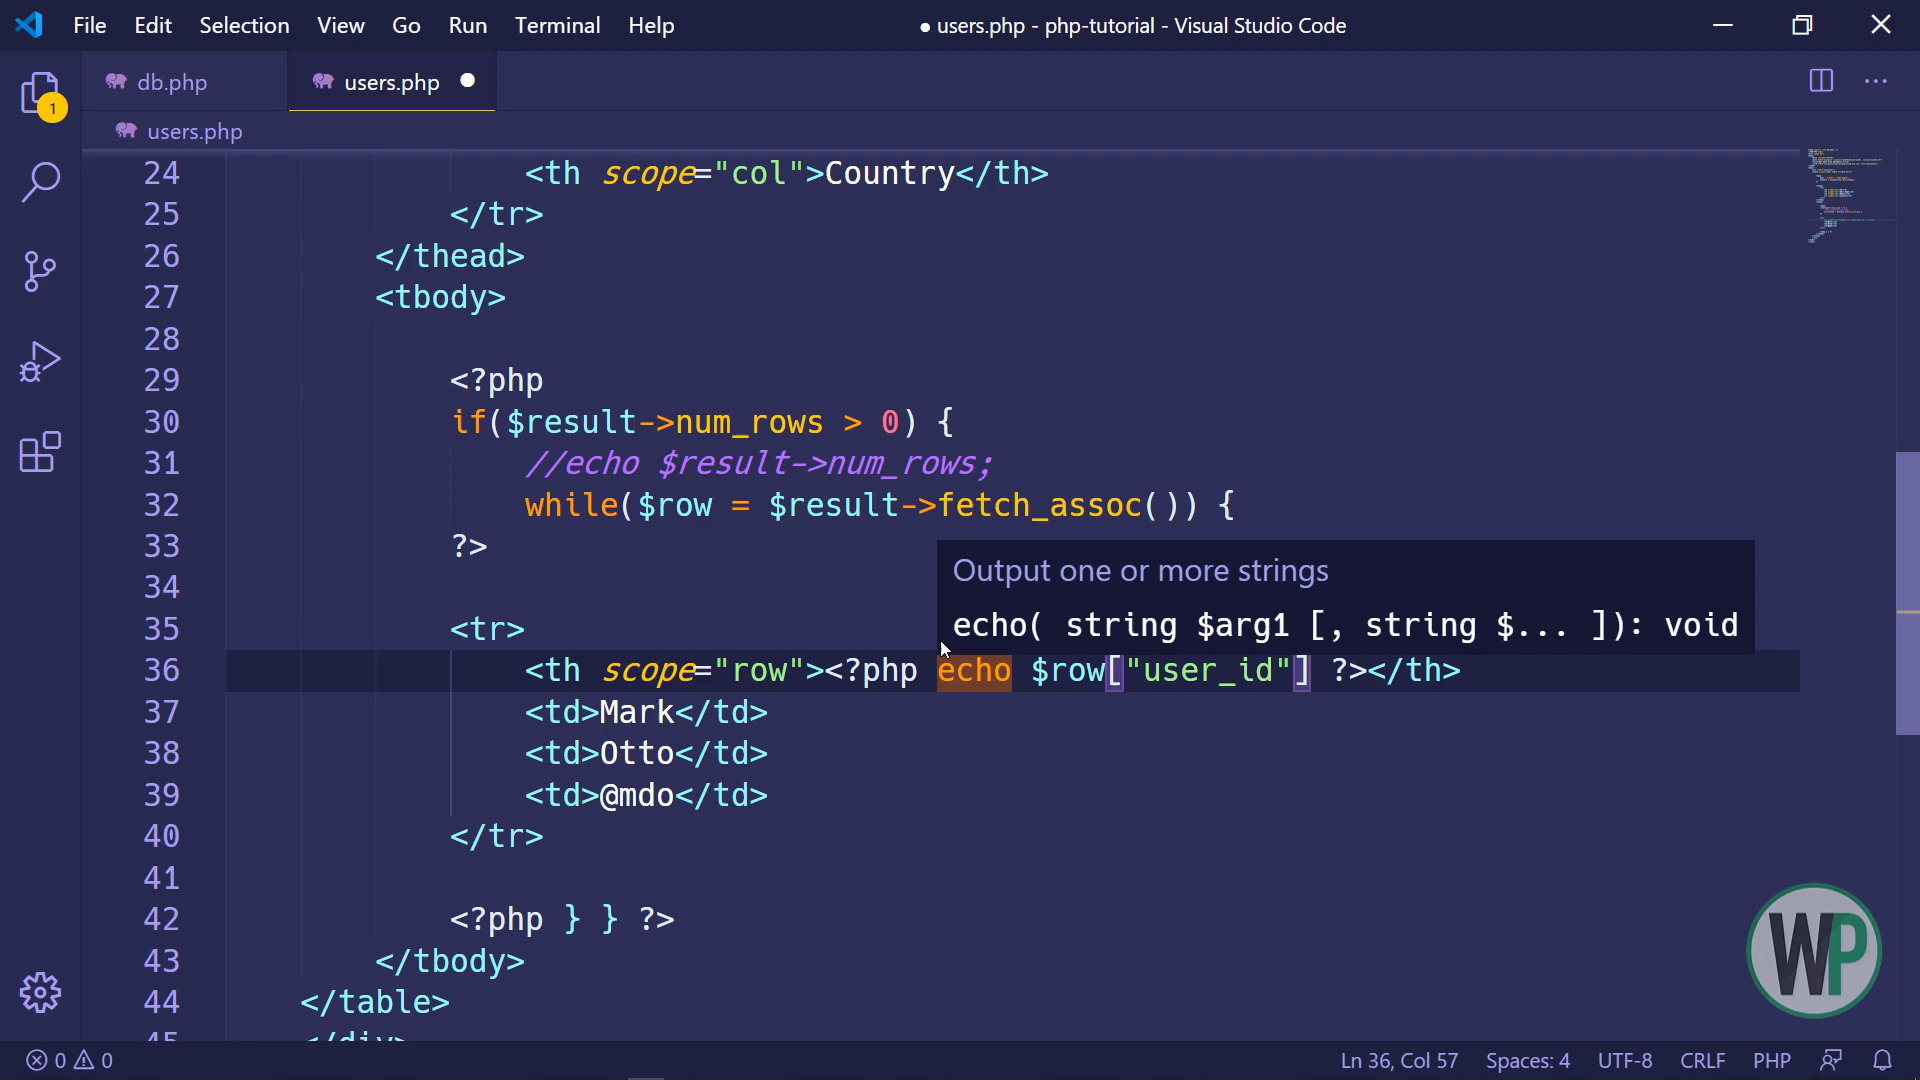 File Edit Selection View Go Run Terminal Help
● users.php - php-tutorial - Visual Studio Code
db.php
users.php ●
1
users.php
24 <th scope="col">Country</th>
25 </tr>
26 </thead>
27 <tbody>
28
29 <?php
30 if($result->num_rows > 0) {
31 //echo $result->num_rows;
32 while($row = $result->fetch_assoc()) {
33 ?>
34
Output one or more strings
echo( string $arg1 [, string $... ]): void
35 <tr>
36 <th scope="row"><?php echo $row["user_id"] ?></th>
37 <td>Mark</td>
38 <td>Otto</td>
39 <td>@mdo</td>
40 </tr>
41
42 <?php } } ?>
43 </tbody>
44 </table>
45 </div>
WP
0 0
Ln 36, Col 57 Spaces: 4 UTF-8 CRLF PHP